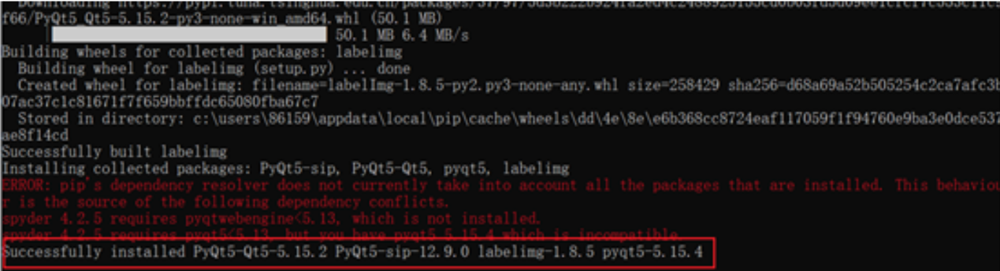 f66/PyQt5_Qt5-5.15.2-py3-none-win_amd64.whl (50.1 MB)
50.1 MB 6.4 MB/s
Building wheels for collected packages: labelimg
Building wheel for labelimg (setup.py) ... done
Created wheel for labelimg: filename=labelImg-1.8.5-py2.py3-none-any.whl size=258429 sha256=d68a69a52b505254c2ca7afc3b
07ac37c1c81671f7f659bbffdc65080fba67c7
Stored in directory: c:\users\86159\appdata\local\pip\cache\wheels\dd\4e\8e\e6b368cc8724eaf117059f1f94760e9ba3e0dce537
ae8f14cd
Successfully built labelimg
Installing collected packages: PyQt5-sip, PyQt5-Qt5, pyqt5, labelimg
ERROR: pip's dependency resolver does not currently take into account all the packages that are installed. This behaviou
r is the source of the following dependency conflicts.
spyder 4.2.5 requires pyqtwebengine<5.13, which is not installed.
spyder 4.2.5 requires pyqt5<5.13, but you have pyqt5 5.15.4 which is incompatible.
Successfully installed PyQt5-Qt5-5.15.2 PyQt5-sip-12.9.0 labelimg-1.8.5 pyqt5-5.15.4